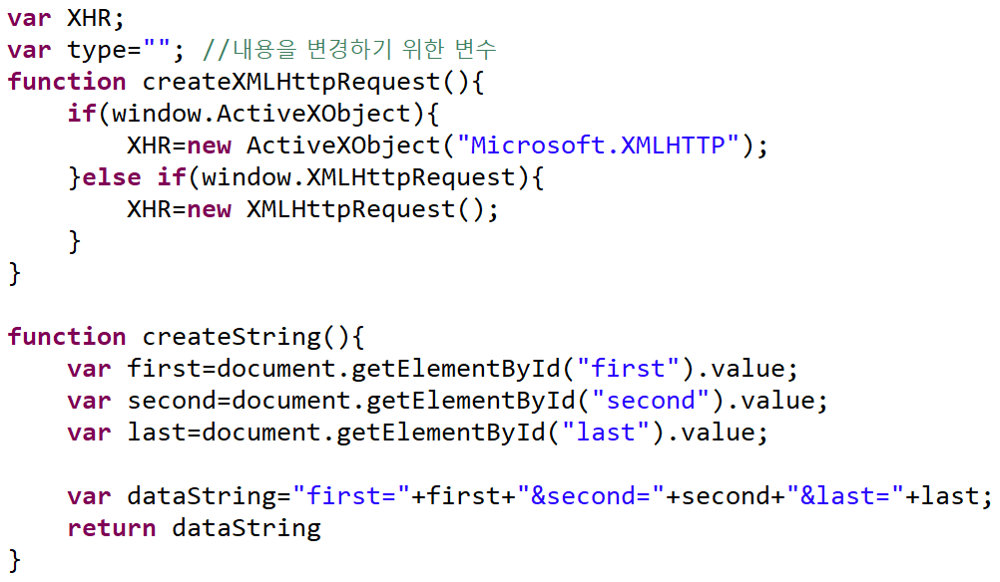 var XHR;
var type=""; //내용을 변경하기 위한 변수
function createXMLHttpRequest(){
    if(window.ActiveXObject){
        XHR=new ActiveXObject("Microsoft.XMLHTTP");
    }else if(window.XMLHttpRequest){
        XHR=new XMLHttpRequest();
    }
}

function createString(){
    var first=document.getElementById("first").value;
    var second=document.getElementById("second").value;
    var last=document.getElementById("last").value;

    var dataString="first="+first+"&second="+second+"&last="+last;
    return dataString
}